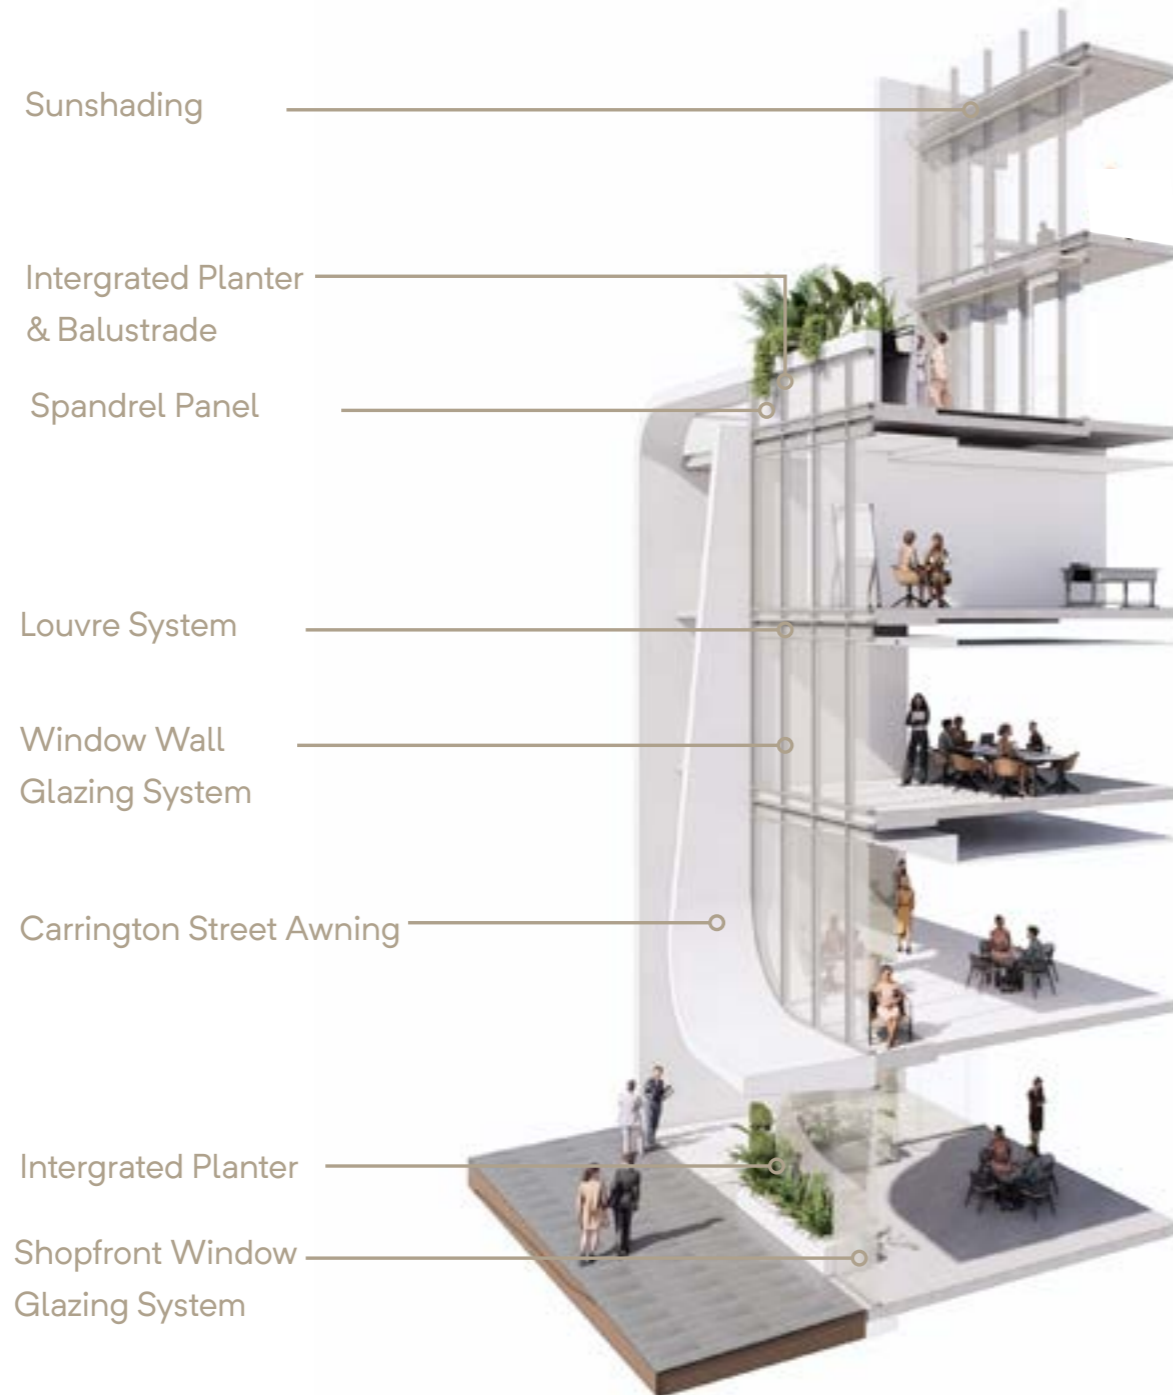 Sunshading
Intergrated Planter
& Balustrade
Spandrel Panel
Louvre System
Window Wall
Glazing System
Carrington Street Awning
Intergrated Planter
Shopfront Window
Glazing System